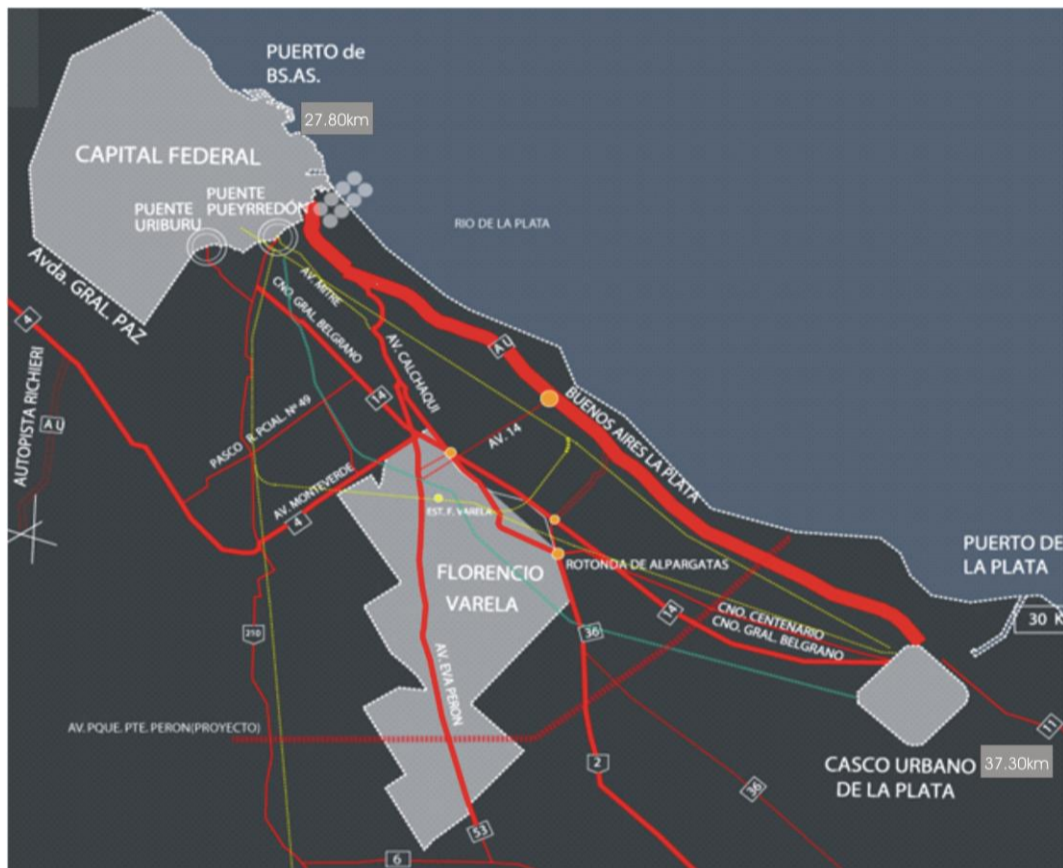 PUERTO de
BS.AS.
27.80km
CAPITAL FEDERAL
PUENTE
PUEYRREDÓN
PUENTE
URIBURU
RIO DE LA PLATA
Avda. GRAL. PAZ
AV. MITRE
CNO. GRAL. BELGRANO
AV. CALCHAQUI
4
AUTOPISTA RICHIERI
AU
AU
BUENOS AIRES LA PLATA
14
AV. 14
PASCO R. PCIAL. Nº 49
AV. MONTEVERDE
4
EST. F. VARELA
ROTONDA DE ALPARGATAS
FLORENCIO
VARELA
PUERTO DE
LA PLATA
30 K
14
CNO. CENTENARIO
CNO. GRAL. BELGRANO
36
210
AV. EVA PERON
AV. PQUE. PTE. PERON(PROYECTO)
11
2
CASCO URBANO
DE LA PLATA
37.30km
36
53
6